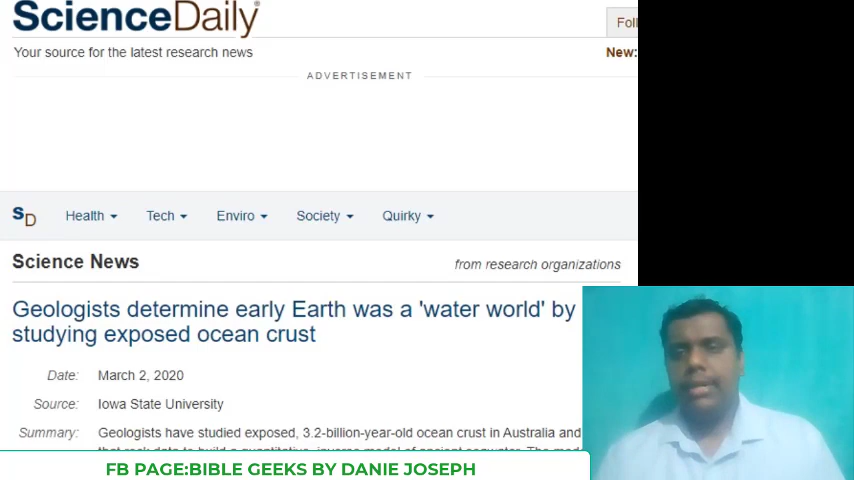 ScienceDaily®
Foll
Your source for the latest research news
New:
ADVERTISEMENT
SD
Health
Tech
Enviro
Society
Quirky
Science News
from research organizations
Geologists determine early Earth was a 'water world' by
studying exposed ocean crust
Date: March 2, 2020
Source: Iowa State University
Summary: Geologists have studied exposed, 3.2-billion-year-old ocean crust in Australia and
FB PAGE:BIBLE GEEKS BY DANIE JOSEPH